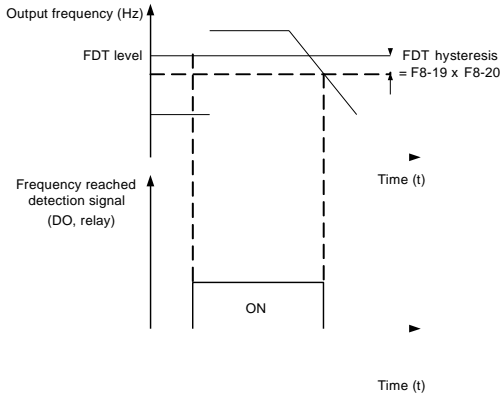 Output frequency (Hz)
FDT level
FDT hysteresis
= F8-19 x F8-20
Time (t)
Frequency reached
detection signal
(DO, relay)
ON
Time (t)